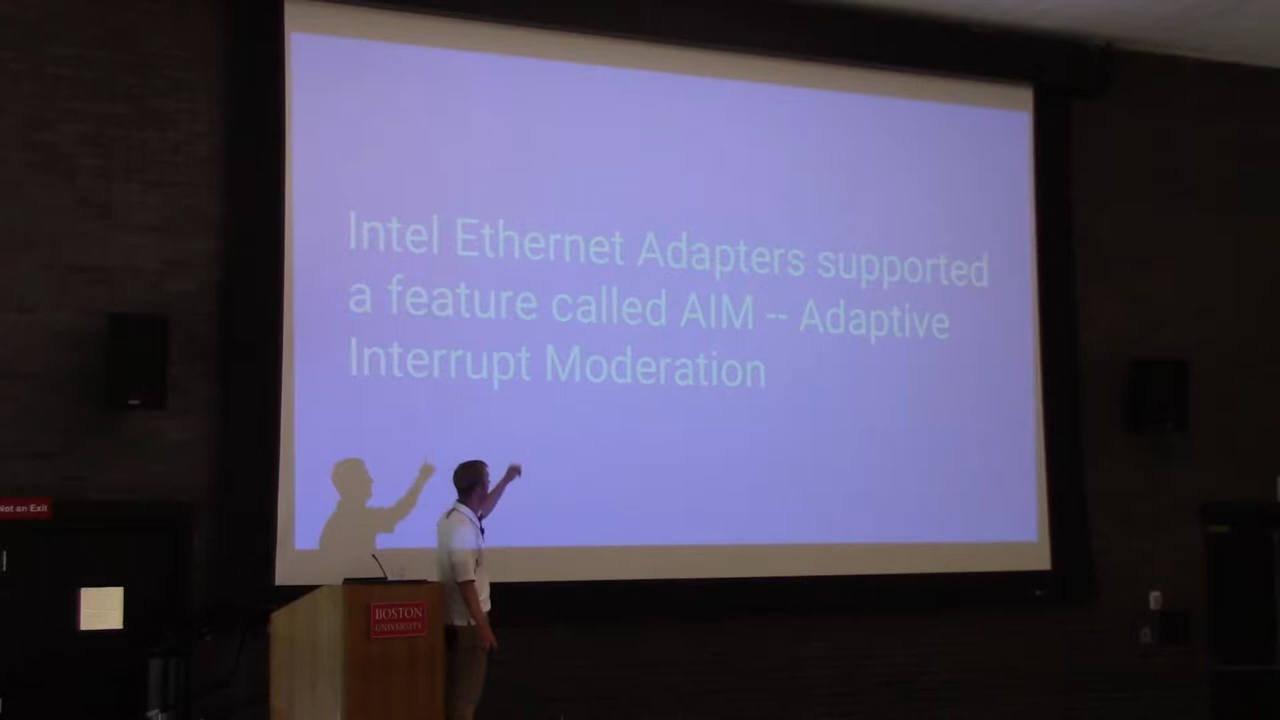 Intel Ethernet Adapters supported
a feature called AIM -- Adaptive
Interrupt Moderation
Not an Exit
BOSTON
UNIVERSITY